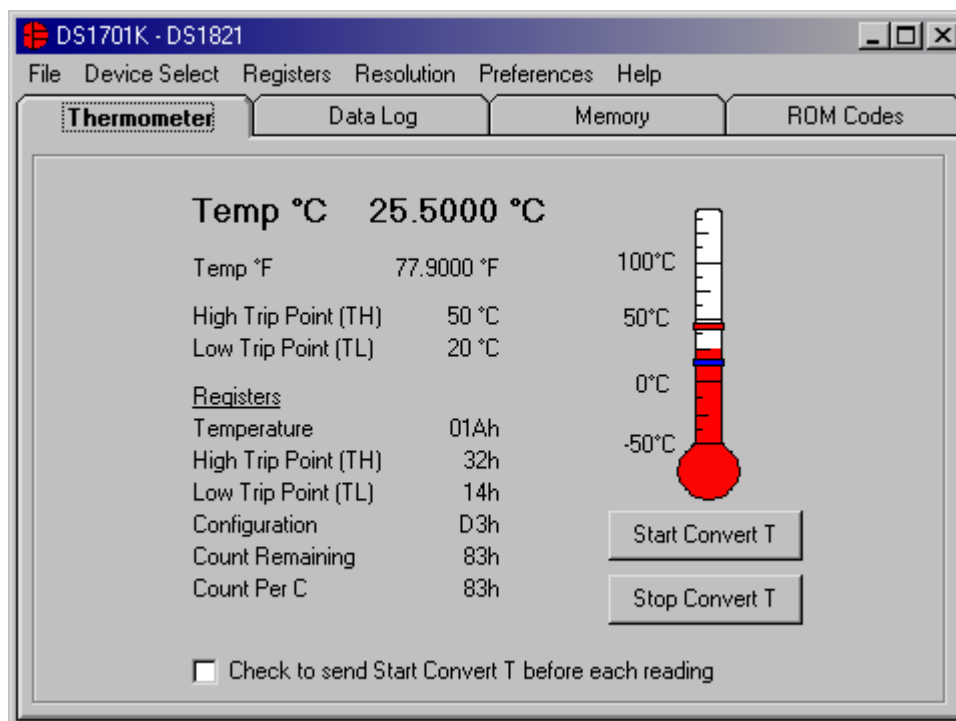 DS1701K - DS1821
File Device Select Registers Resolution Preferences Help
Thermometer Data Log Memory ROM Codes
Temp °C 25.5000 °C
Temp °F 77.9000 °F
High Trip Point (TH) 50 °C
Low Trip Point (TL) 20 °C
Registers
Temperature 01Ah
High Trip Point (TH) 32h
Low Trip Point (TL) 14h
Configuration D3h
Count Remaining 83h
Count Per C 83h
100°C
50°C
0°C
-50°C
Start Convert T
Stop Convert T
Check to send Start Convert T before each reading